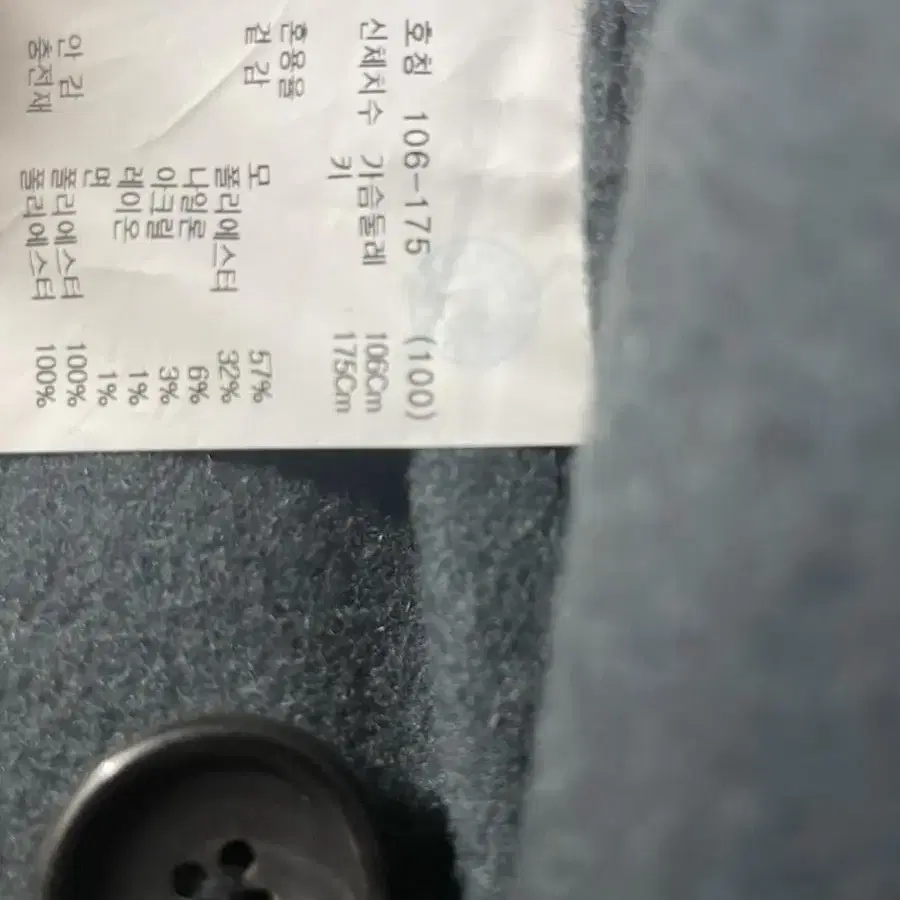 호칭 106-175 (100)
신체치수 가슴둘레 106Cm
키 175Cm
혼용율
겉감 모 57%
폴리에스터 32%
나일론 6%
아크릴 3%
레이온 1%
면 1%
안감 폴리에스터 100%
충전재 폴리에스터 100%